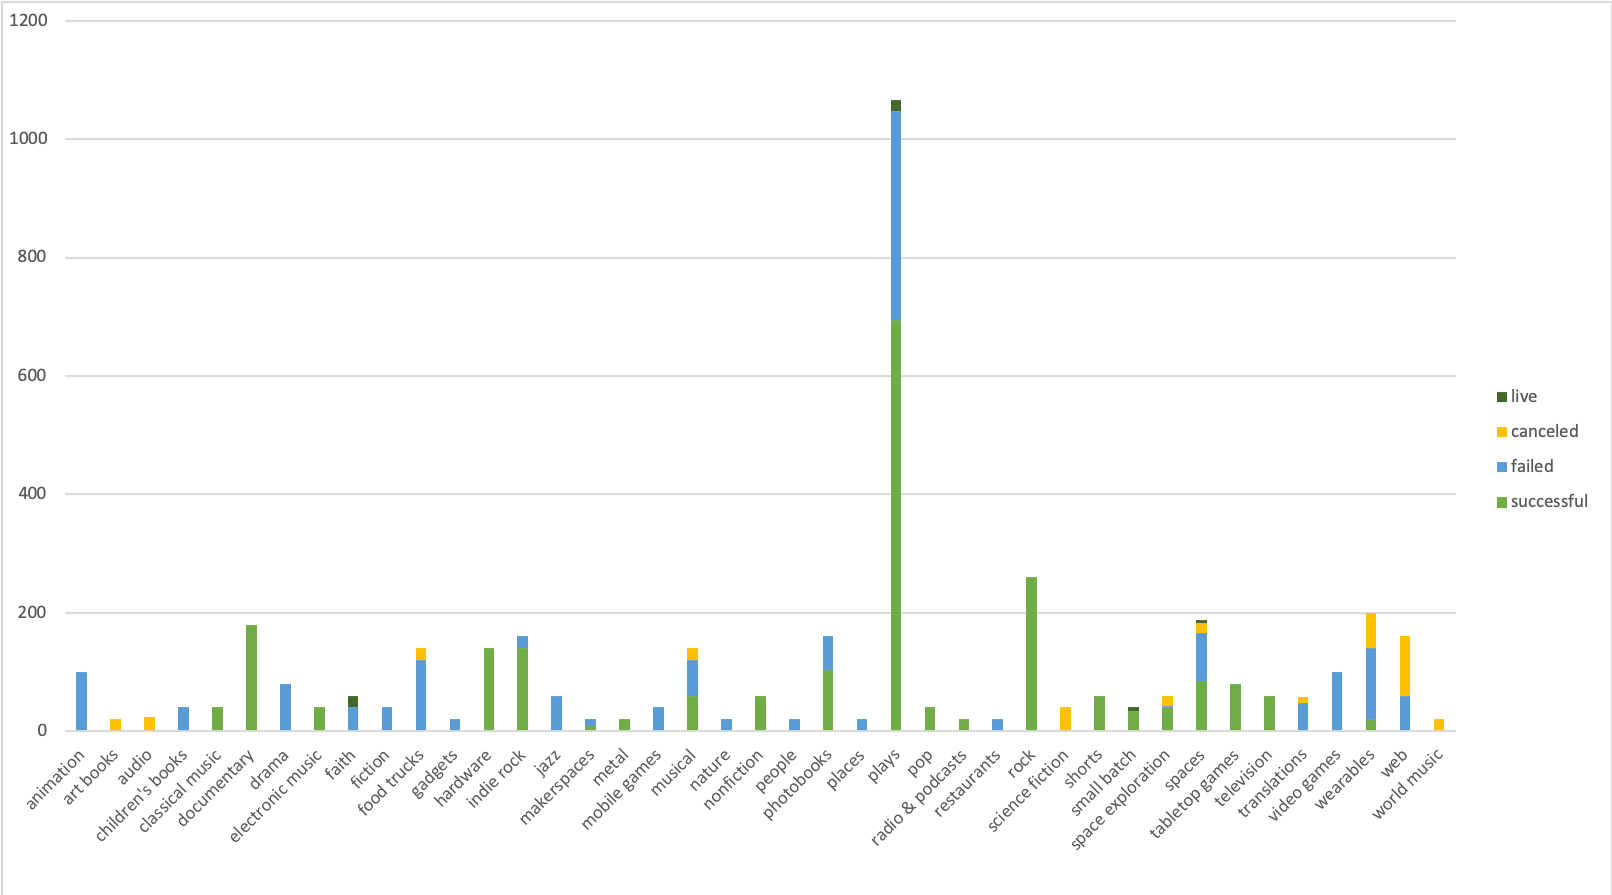 1200
1000
800
600
400
200
0
animation
art books
audio
children's books
classical music
documentary
drama
electronic music
faith
fiction
food trucks
gadgets
hardware
indie rock
jazz
makerspaces
metal
mobile games
musical
nature
nonfiction
people
photobooks
places
plays
pop
radio & podcasts
restaurants
rock
science fiction
shorts
small batch
space exploration
spaces
tabletop games
television
translations
video games
wearables
web
world music
live
canceled
failed
successful